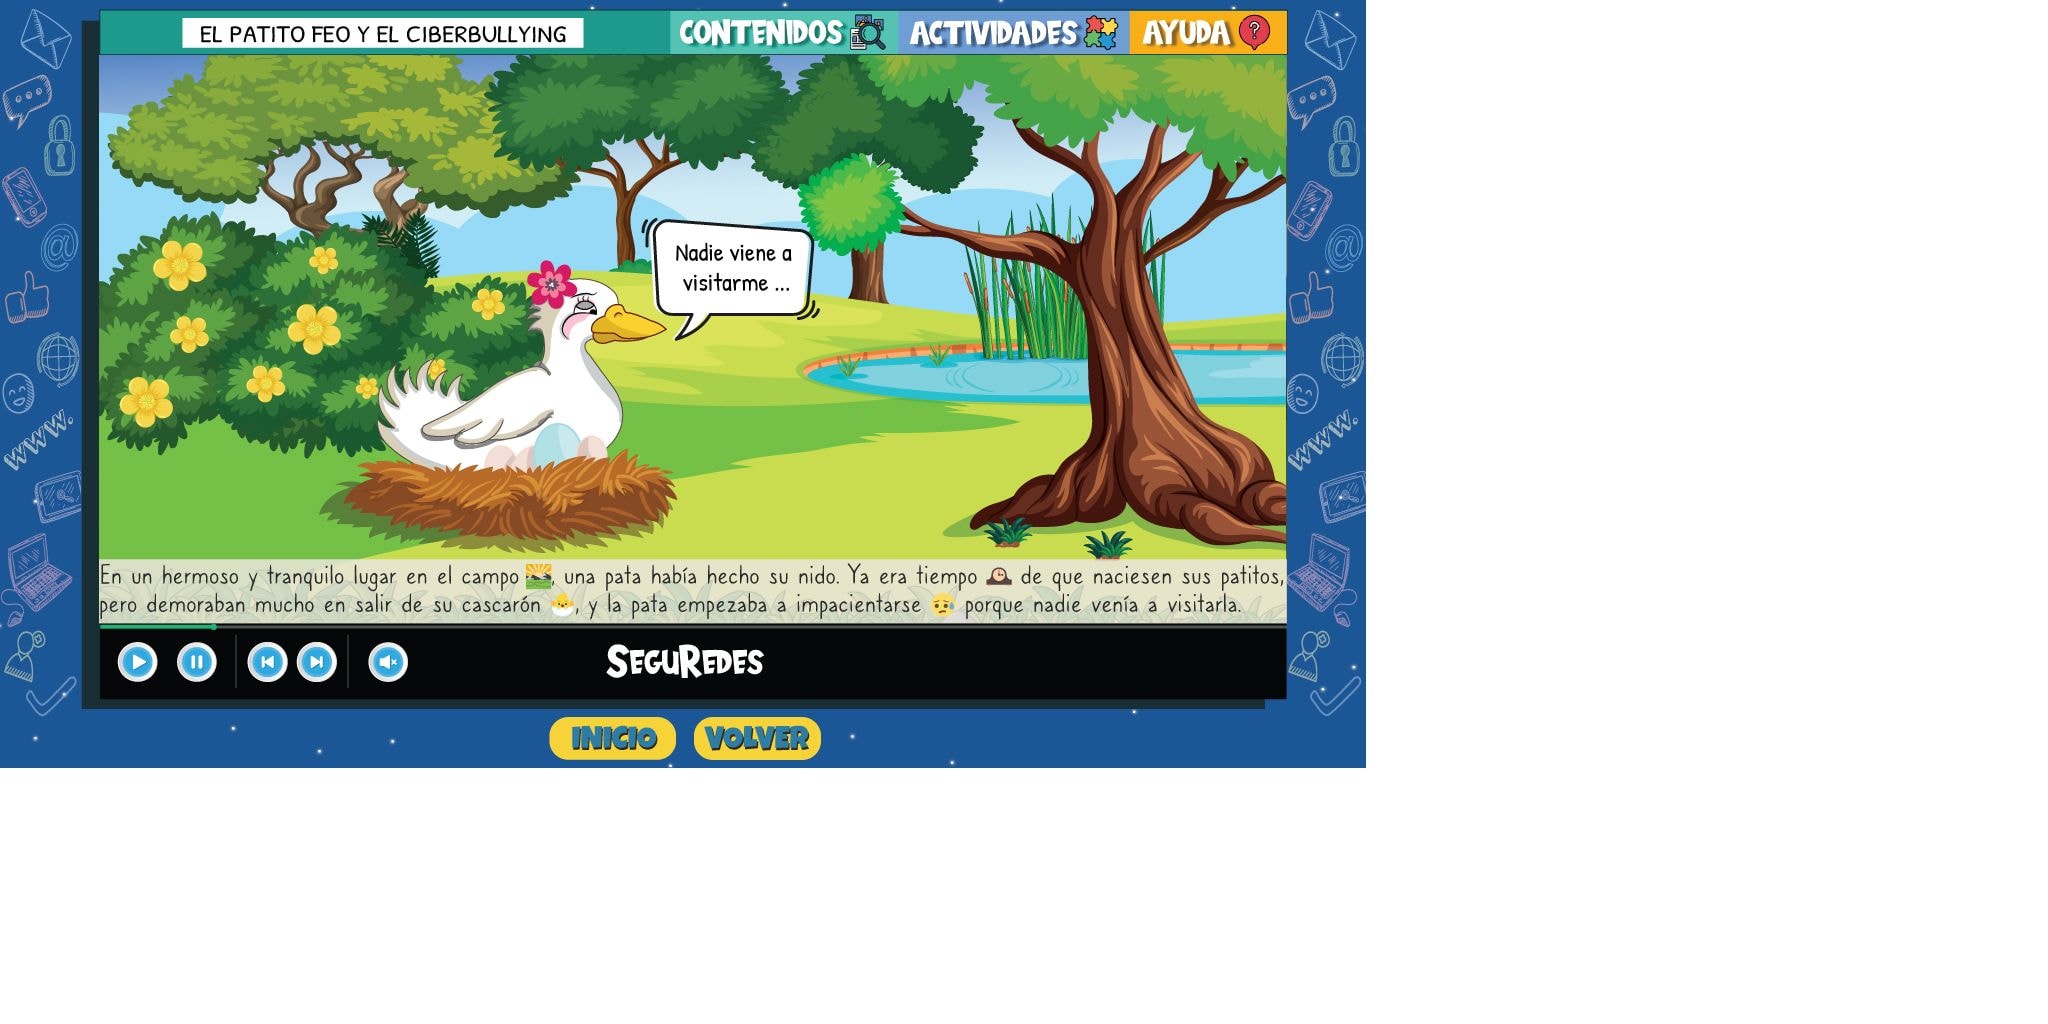 EL PATITO FEO Y EL CIBERBULLYING
CONTENIDOS
ACTIVIDADES
AYUDA
Nadie viene a
visitarme ...
En un hermoso y tranquilo lugar en el campo 🌄, una pata había hecho su nido. Ya era tiempo 🕰 de que naciesen sus patitos,
pero demoraban mucho en salir de su cascarón 🐣, y la pata empezaba a impacientarse 😥 porque nadie venía a visitarla.
SEGUREDES
INICIO
VOLVER
www.
www.